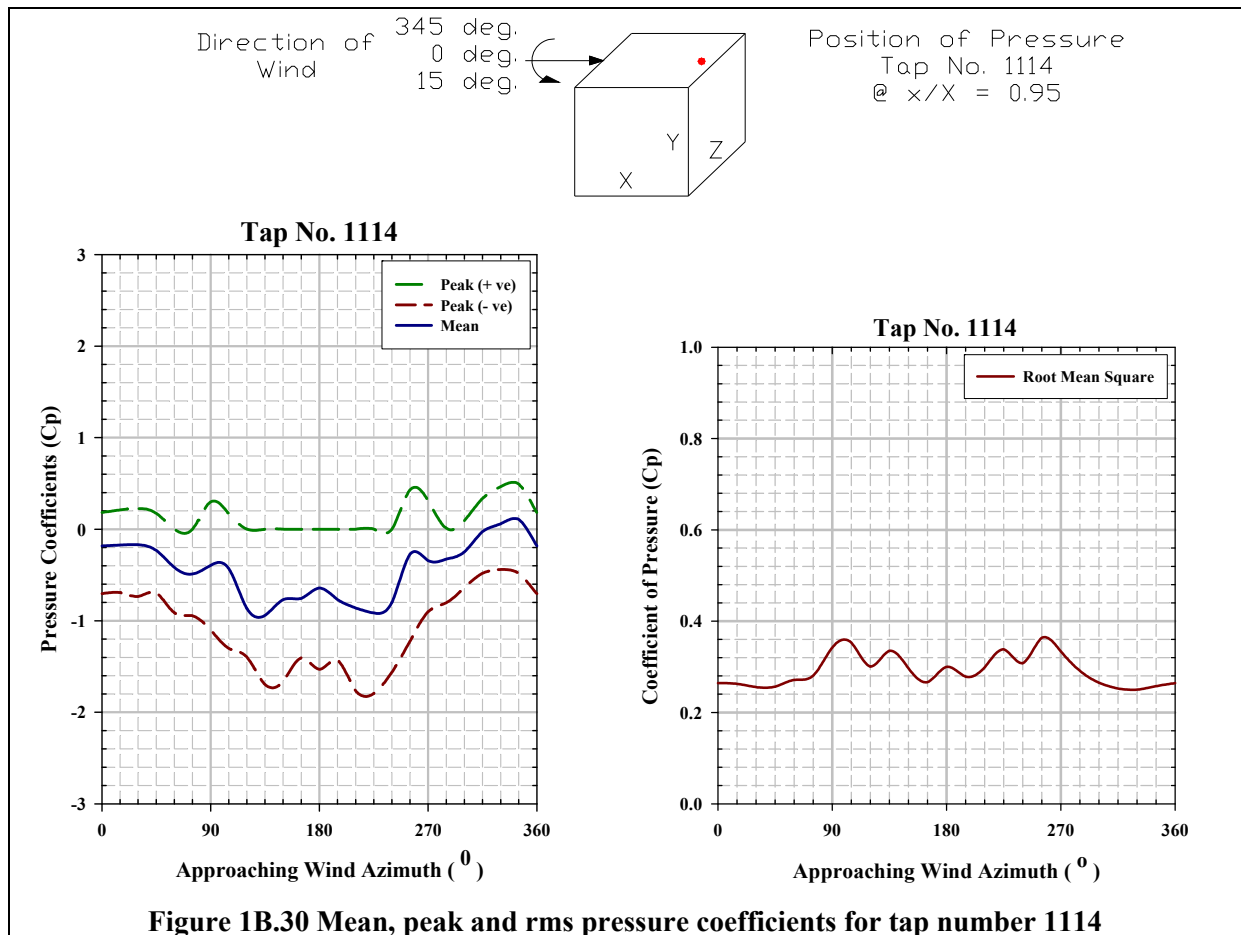 Direction of
Wind
345 deg.
0 deg.
15 deg.
Position of Pressure
Tap No. 1114
@ x/X = 0.95
X
Y
Z
Tap No. 1114
Peak (+ ve)
Peak (- ve)
Mean
Pressure Coefficients (Cp)
3
2
1
0
-1
-2
-3
0
90
180
270
360
Approaching Wind Azimuth ( 0 )
Tap No. 1114
Root Mean Square
Coefficient of Pressure (Cp)
1.0
0.8
0.6
0.4
0.2
0.0
0
90
180
270
360
Approaching Wind Azimuth ( o )
Figure 1B.30 Mean, peak and rms pressure coefficients for tap number 1114